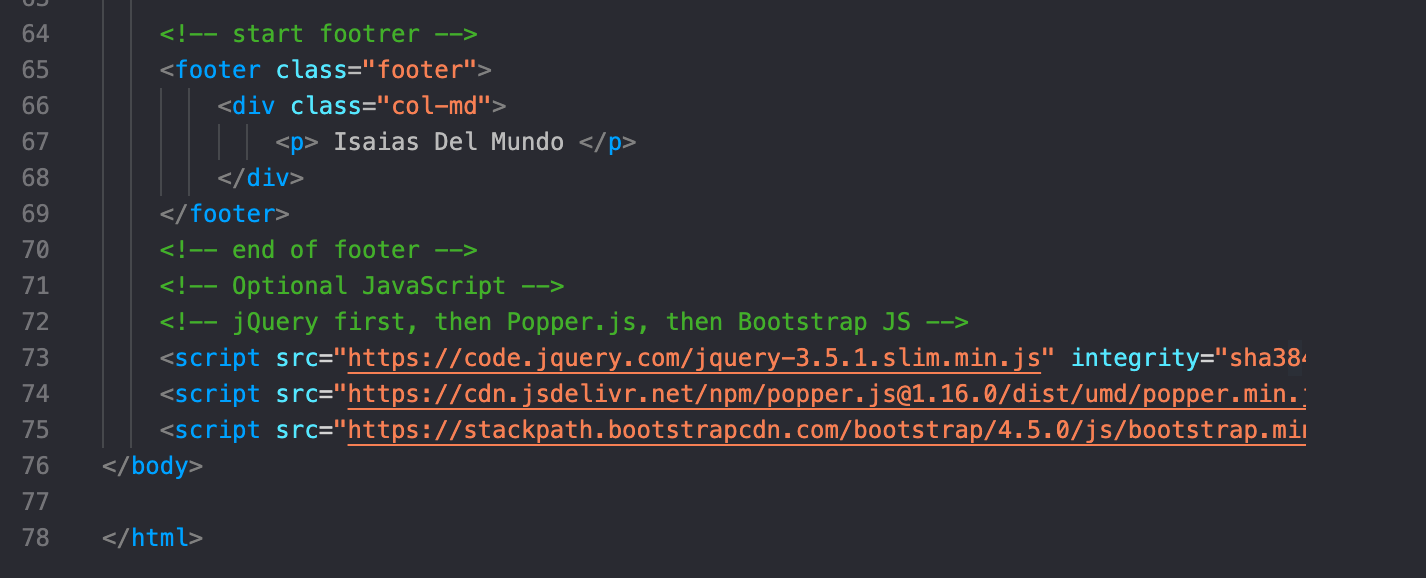 64 <!-- start footrer -->
65 <footer class="footer">
66 <div class="col-md">
67 <p> Isaias Del Mundo </p>
68 </div>
69 </footer>
70 <!-- end of footer -->
71 <!-- Optional JavaScript -->
72 <!-- jQuery first, then Popper.js, then Bootstrap JS -->
73 <script src="https://code.jquery.com/jquery-3.5.1.slim.min.js" integrity="sha384
74 <script src="https://cdn.jsdelivr.net/npm/popper.js@1.16.0/dist/umd/popper.min.j
75 <script src="https://stackpath.bootstrapcdn.com/bootstrap/4.5.0/js/bootstrap.min
76 </body>
77
78 </html>